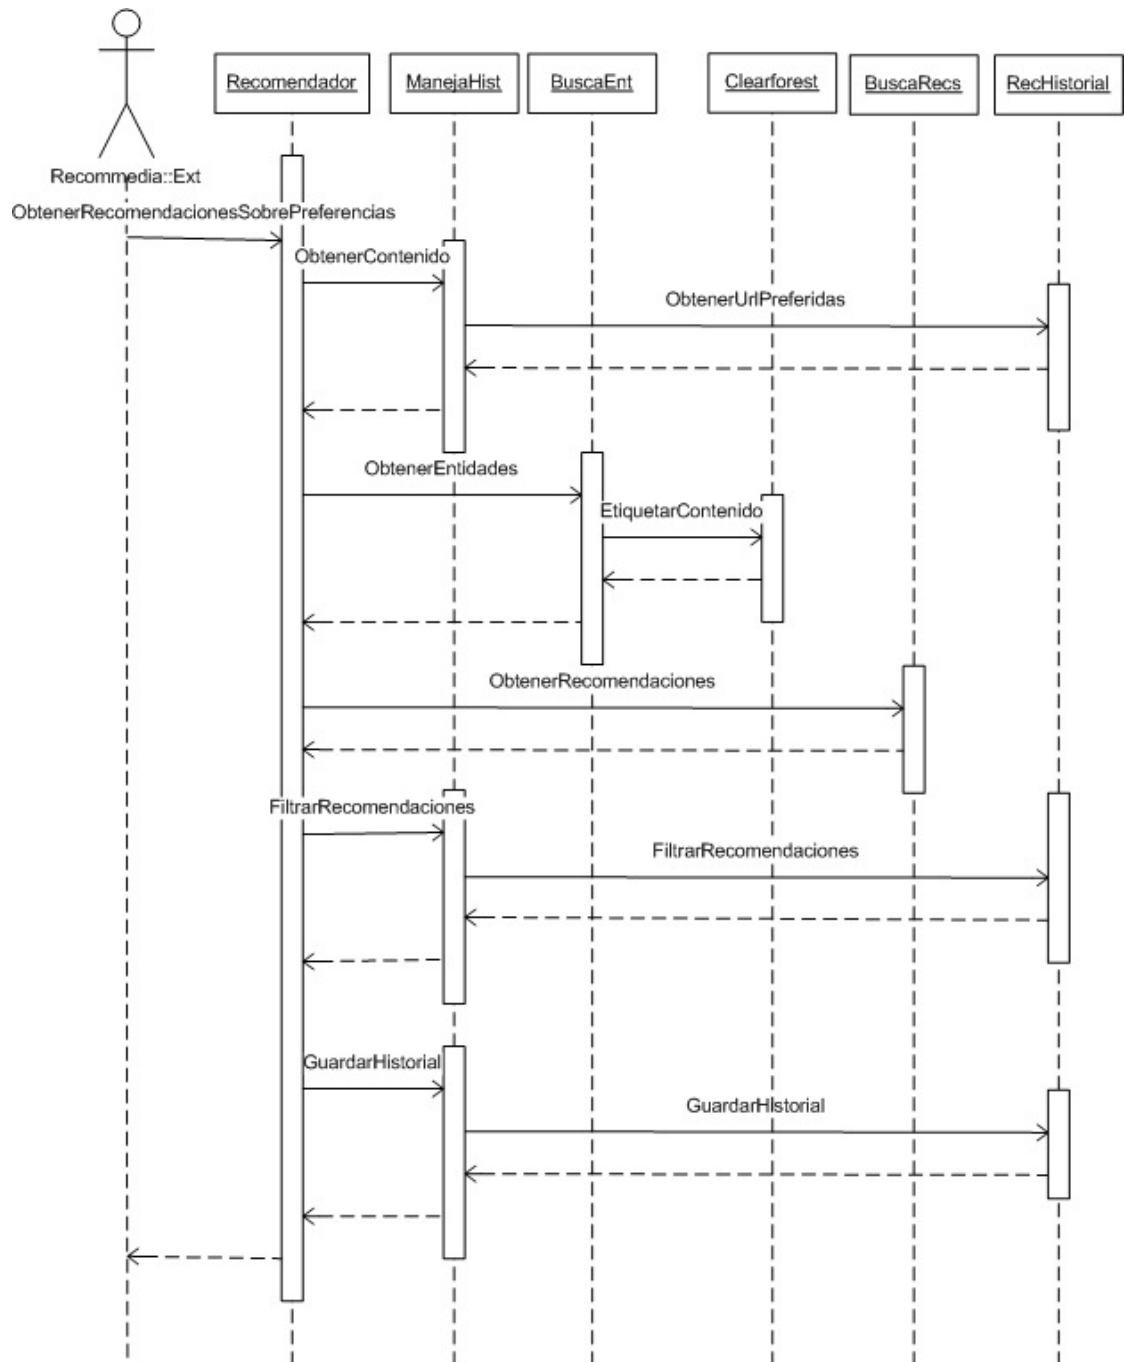 Recomendador
ManejaHist
BuscaEnt
Clearforest
BuscaRecs
RecHistorial
Recommedia::Ext
ObtenerRecomendacionesSobrePreferencias
ObtenerContenido
ObtenerUrlPreferidas
ObtenerEntidades
EtiquetarContenido
ObtenerRecomendaciones
FiltrarRecomendaciones
FiltrarRecomendaciones
GuardarHistorial
GuardarHistorial